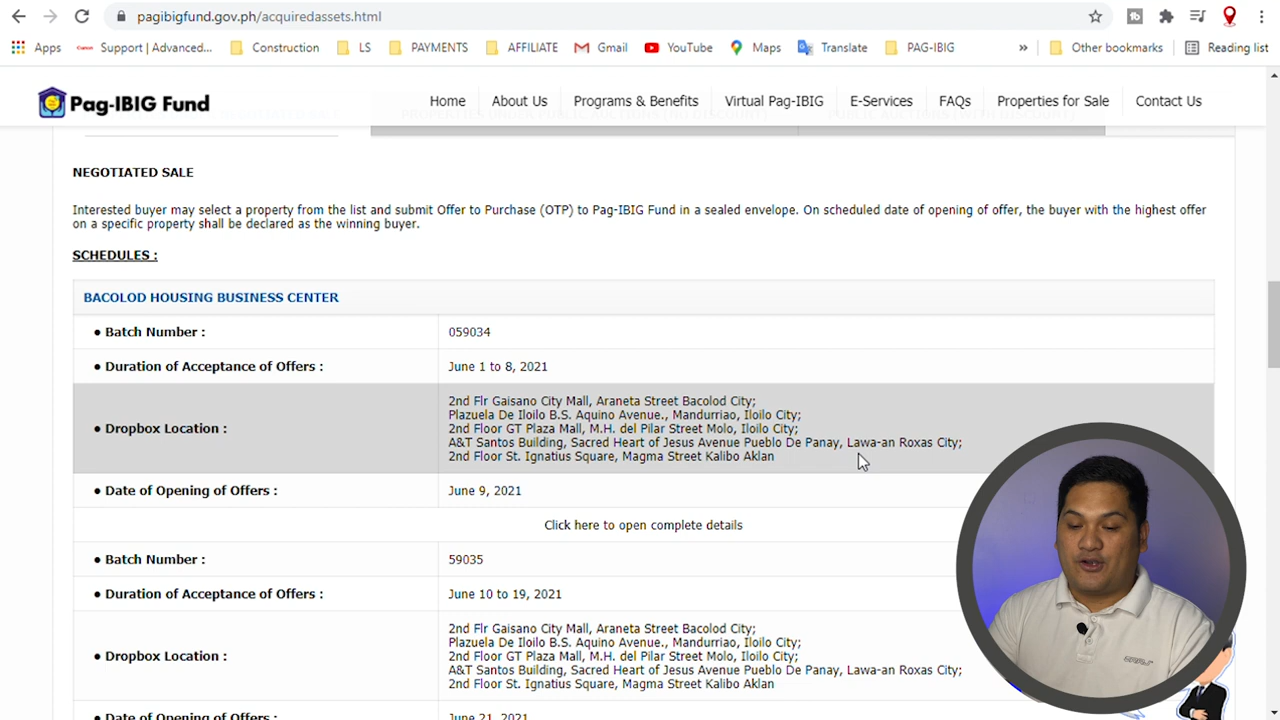 pagibigfund.gov.ph/acquiredassets.html
Apps Canon Support | Advanced... Construction LS PAYMENTS AFFILIATE Gmail YouTube Maps Translate PAG-IBIG » Other bookmarks Reading list
Pag-IBIG Fund Home About Us Programs & Benefits Virtual Pag-IBIG E-Services FAQs Properties for Sale Contact Us
NEGOTIATED SALE
Interested buyer may select a property from the list and submit Offer to Purchase (OTP) to Pag-IBIG Fund in a sealed envelope. On scheduled date of opening of offer, the buyer with the highest offer
on a specific property shall be declared as the winning buyer.
SCHEDULES :
BACOLOD HOUSING BUSINESS CENTER
● Batch Number : 059034
● Duration of Acceptance of Offers : June 1 to 8, 2021
● Dropbox Location :
2nd Flr Gaisano City Mall, Araneta Street Bacolod City;
Plazuela De Iloilo B.S. Aquino Avenue., Mandurriao, Iloilo City;
2nd Floor GT Plaza Mall, M.H. del Pilar Street Molo, Iloilo City;
A&T Santos Building, Sacred Heart of Jesus Avenue Pueblo De Panay, Lawa-an Roxas City;
2nd Floor St. Ignatius Square, Magma Street Kalibo Aklan
● Date of Opening of Offers : June 9, 2021
Click here to open complete details
● Batch Number : 59035
● Duration of Acceptance of Offers : June 10 to 19, 2021
● Dropbox Location :
2nd Flr Gaisano City Mall, Araneta Street Bacolod City;
Plazuela De Iloilo B.S. Aquino Avenue., Mandurriao, Iloilo City;
2nd Floor GT Plaza Mall, M.H. del Pilar Street Molo, Iloilo City;
A&T Santos Building, Sacred Heart of Jesus Avenue Pueblo De Panay, Lawa-an Roxas City;
2nd Floor St. Ignatius Square, Magma Street Kalibo Aklan
● Date of Opening of Offers : June 21, 2021